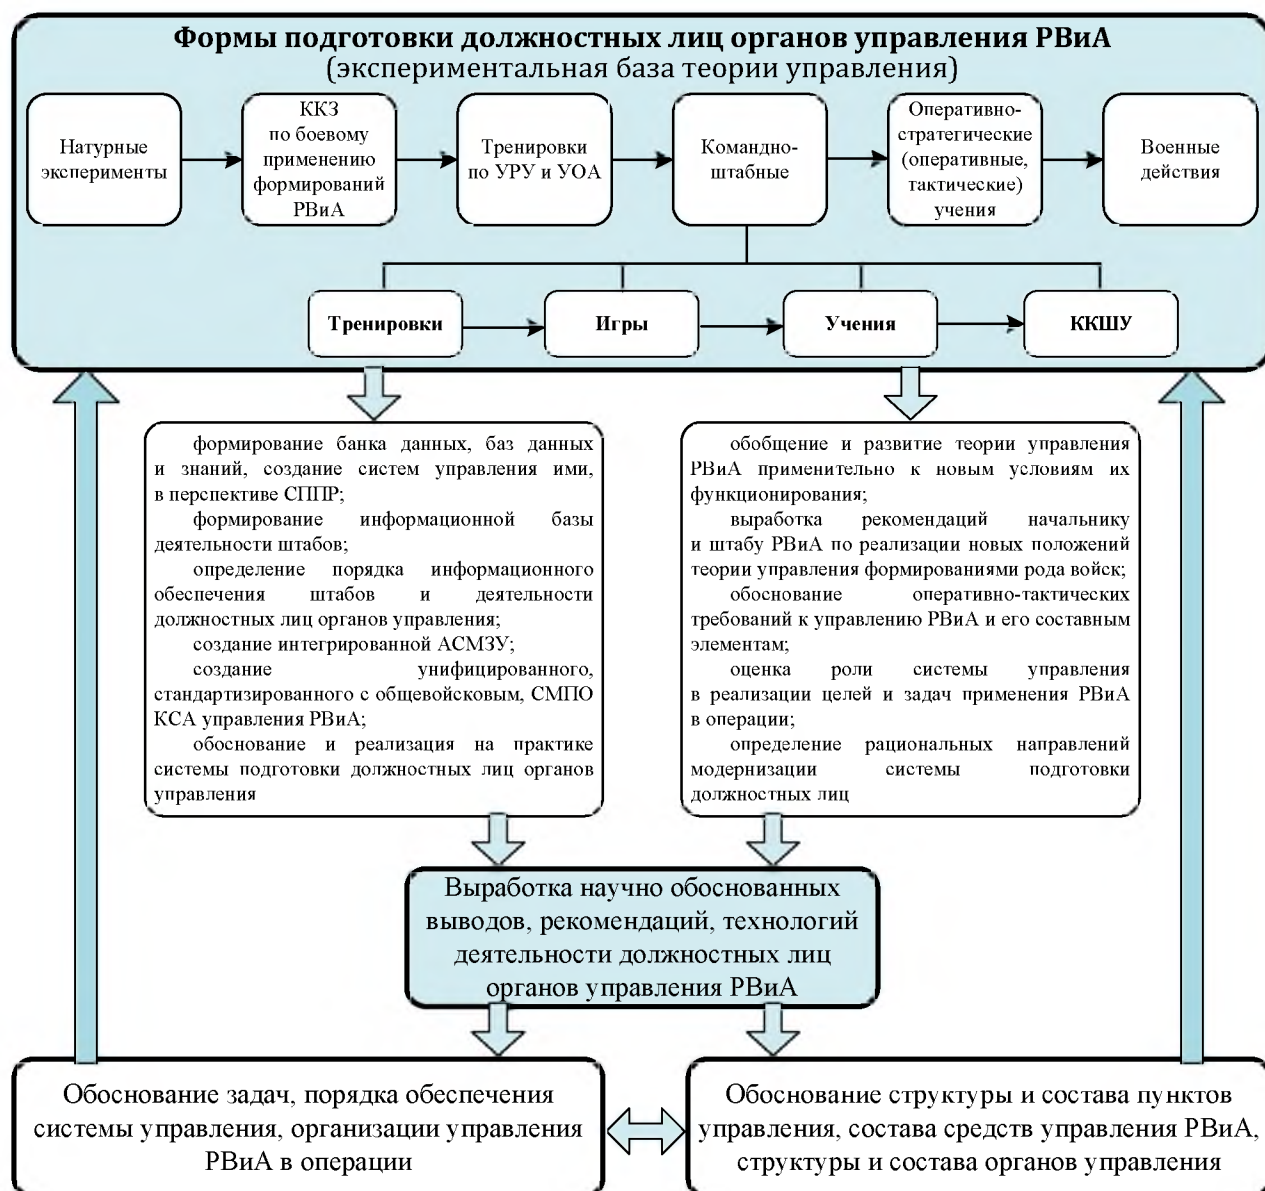 Формы подготовки должностных лиц органов управления РВиА
(экспериментальная база теории управления)
Натурные
эксперименты
ККЗ
по боевому
применению
формирований
РВиА
Тренировки
по УРУ и УОА
Командно-
штабные
Оперативно-
стратегические
(оперативные,
тактические)
учения
Военные
действия
Тренировки
Игры
Учения
ККШУ
формирование банка данных, баз данных
и знаний, создание систем управления ими,
в перспективе СППР;
формирование информационной базы
деятельности штабов;
определение порядка информационного
обеспечения штабов и деятельности
должностных лиц органов управления;
создание интегрированной АСМЗУ;
создание унифицированного,
стандартизированного с общевойсковым, СМПО
КСА управления РВиА;
обоснование и реализация на практике
системы подготовки должностных лиц органов
управления
обобщение и развитие теории управления
РВиА применительно к новым условиям их
функционирования;
выработка рекомендаций начальнику
и штабу РВиА по реализации новых положений
теории управления формированиями рода войск;
обоснование оперативно-тактических
требований к управлению РВиА и его составным
элементам;
оценка роли системы управления
в реализации целей и задач применения РВиА
в операции;
определение рациональных направлений
модернизации системы подготовки
должностных лиц
Выработка научно обоснованных
выводов, рекомендаций, технологий
деятельности должностных лиц
органов управления РВиА
Обоснование задач, порядка обеспечения
системы управления, организации управления
РВиА в операции
Обоснование структуры и состава пунктов
управления, состава средств управления РВиА,
структуры и состава органов управления